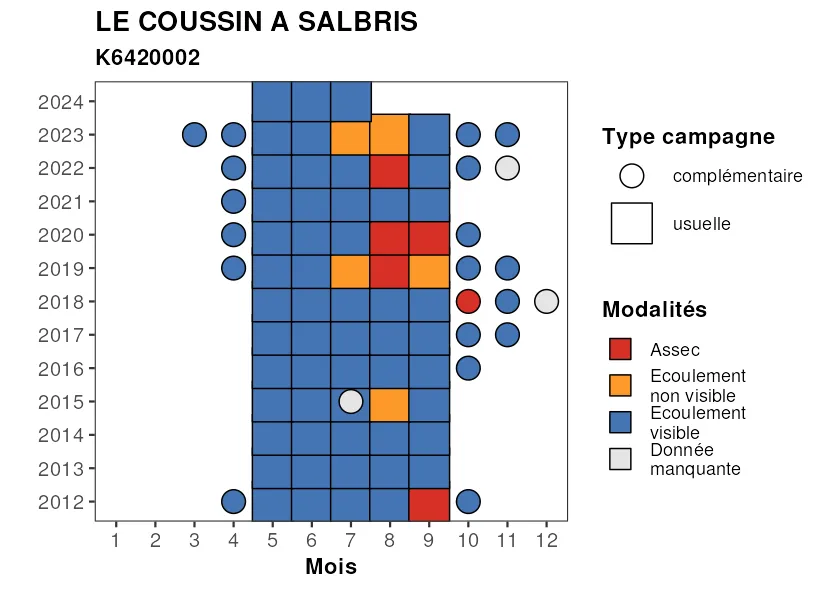 LE COUSSIN A SALBRIS
K6420002
2024
2023
2022
2021
2020
2019
2018
2017
2016
2015
2014
2013
2012
1 2 3 4 5 6 7 8 9 10 11 12
Mois
Type campagne
complémentaire
usuelle
Modalités
Assec
Ecoulement
non visible
Ecoulement
visible
Donnée
manquante